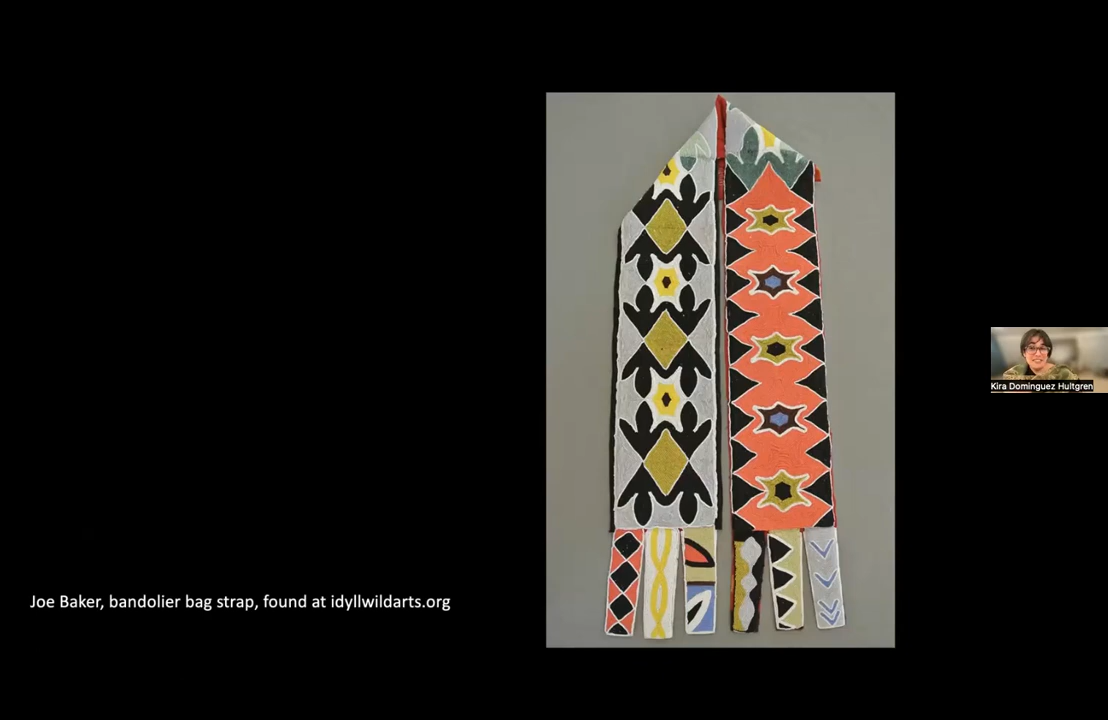 Joe Baker, bandolier bag strap, found at idyllwildarts.org
Kira Dominguez Hultgren